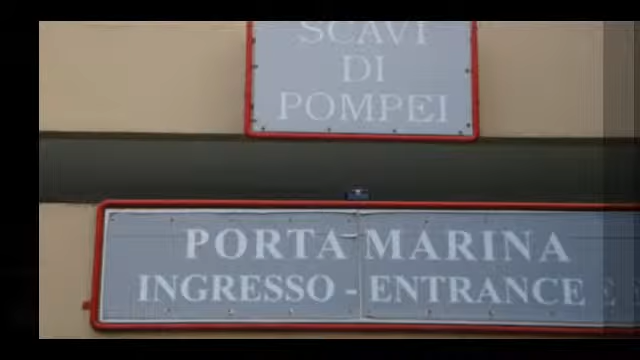 SCAVI
DI
POMPEI
PORTA MARINA
INGRESSO - ENTRANCE